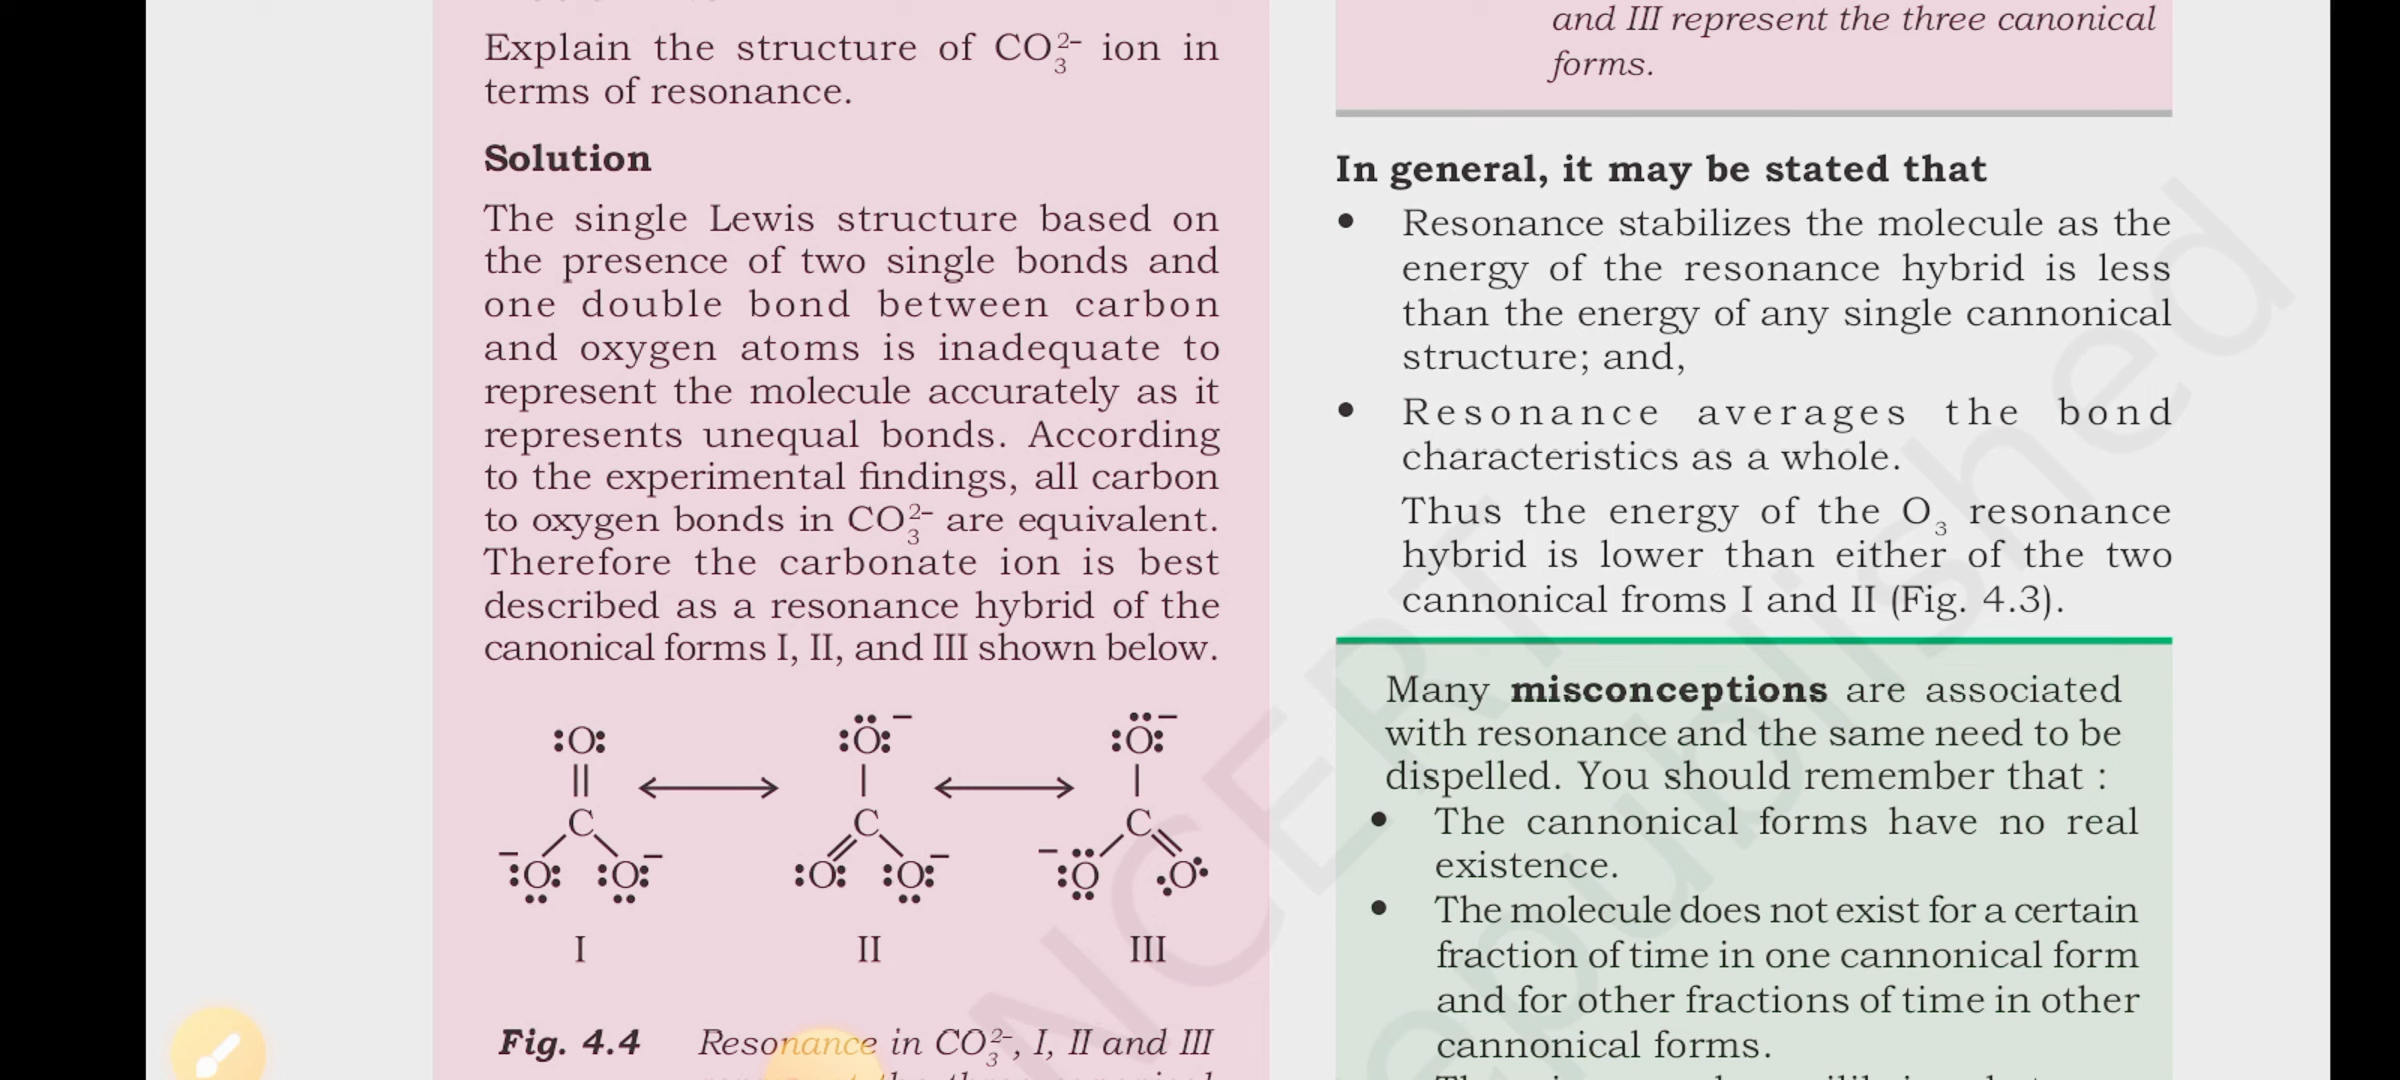 Explain the structure of CO₃²⁻ ion in
terms of resonance.
Solution
The single Lewis structure based on
the presence of two single bonds and
one double bond between carbon
and oxygen atoms is inadequate to
represent the molecule accurately as it
represents unequal bonds. According
to the experimental findings, all carbon
to oxygen bonds in CO₃²⁻ are equivalent.
Therefore the carbonate ion is best
described as a resonance hybrid of the
canonical forms I, II, and III shown below.
:O: :O:⁻ :O:⁻
C C C
⁻:O: :O:⁻ :O: :O:⁻ ⁻:O O:
I II III
Fig. 4.4 Resonance in CO₃²⁻, I, II and III
and III represent the three canonical
forms.
In general, it may be stated that
• Resonance stabilizes the molecule as the
energy of the resonance hybrid is less
than the energy of any single cannonical
structure; and,
• Resonance averages the bond
characteristics as a whole.
Thus the energy of the O₃ resonance
hybrid is lower than either of the two
cannonical froms I and II (Fig. 4.3).
Many misconceptions are associated
with resonance and the same need to be
dispelled. You should remember that :
• The cannonical forms have no real
existence.
• The molecule does not exist for a certain
fraction of time in one cannonical form
and for other fractions of time in other
cannonical forms.
NCERT
republished